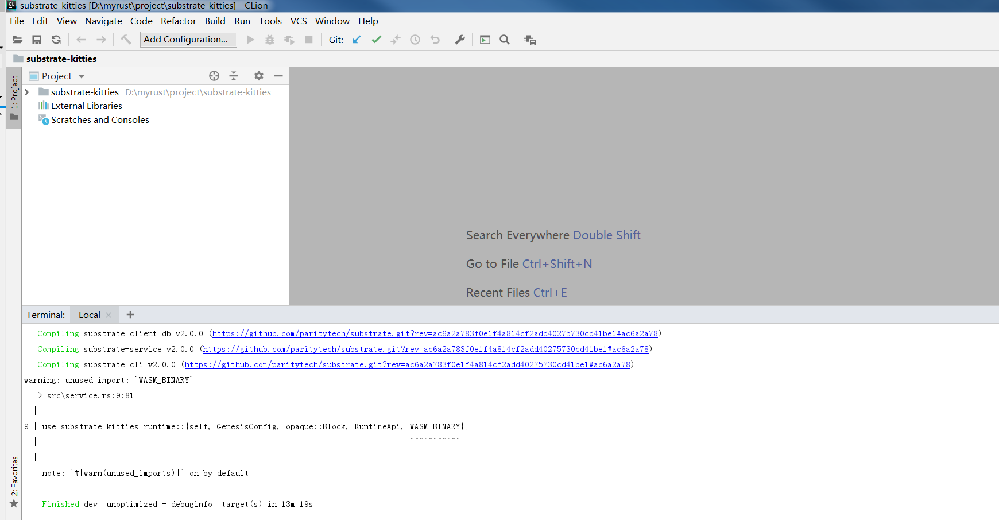 substrate-kitties [D:\myrust\project\substrate-kitties] - CLion
File Edit View Navigate Code Refactor Build Run Tools VCS Window Help
Add Configuration... Git:
substrate-kitties
1: Project
Project
substrate-kitties D:\myrust\project\substrate-kitties
External Libraries
Scratches and Consoles
Search Everywhere Double Shift
Go to File Ctrl+Shift+N
Recent Files Ctrl+E
Terminal: Local × +
Compiling substrate-client-db v2.0.0 (https://github.com/paritytech/substrate.git?rev=ac6a2a783f0e1f4a814cf2add40275730cd41be1#ac6a2a78)
Compiling substrate-service v2.0.0 (https://github.com/paritytech/substrate.git?rev=ac6a2a783f0e1f4a814cf2add40275730cd41be1#ac6a2a78)
Compiling substrate-cli v2.0.0 (https://github.com/paritytech/substrate.git?rev=ac6a2a783f0e1f4a814cf2add40275730cd41be1#ac6a2a78)
warning: unused import: `WASM_BINARY`
--> src\service.rs:9:81
|
9 | use substrate_kitties_runtime::{self, GenesisConfig, opaque::Block, RuntimeApi, WASM_BINARY};
| ^^^^^^^^^^^
|
= note: `#[warn(unused_imports)]` on by default
Finished dev [unoptimized + debuginfo] target(s) in 13m 19s
2: Favorites